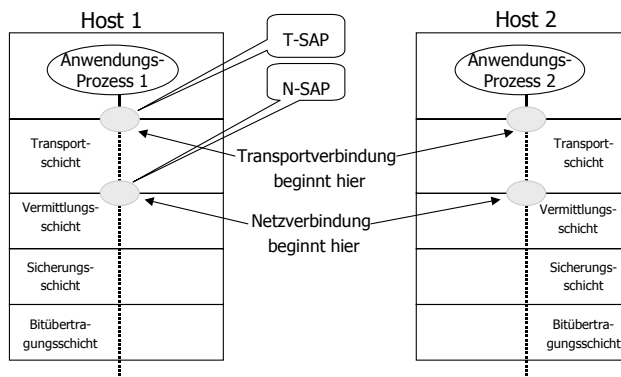 Host 1
Host 2
T-SAP
Anwendungs-
Prozess 1
Anwendungs-
Prozess 2
N-SAP
Transport-
schicht
Transportverbindung
beginnt hier
Transport-
schicht
Vermittlungs-
schicht
Netzverbindung
beginnt hier
Vermittlungs-
schicht
Sicherungs-
schicht
Sicherungs-
schicht
Bitübertra-
gungsschicht
Bitübertra-
gungsschicht